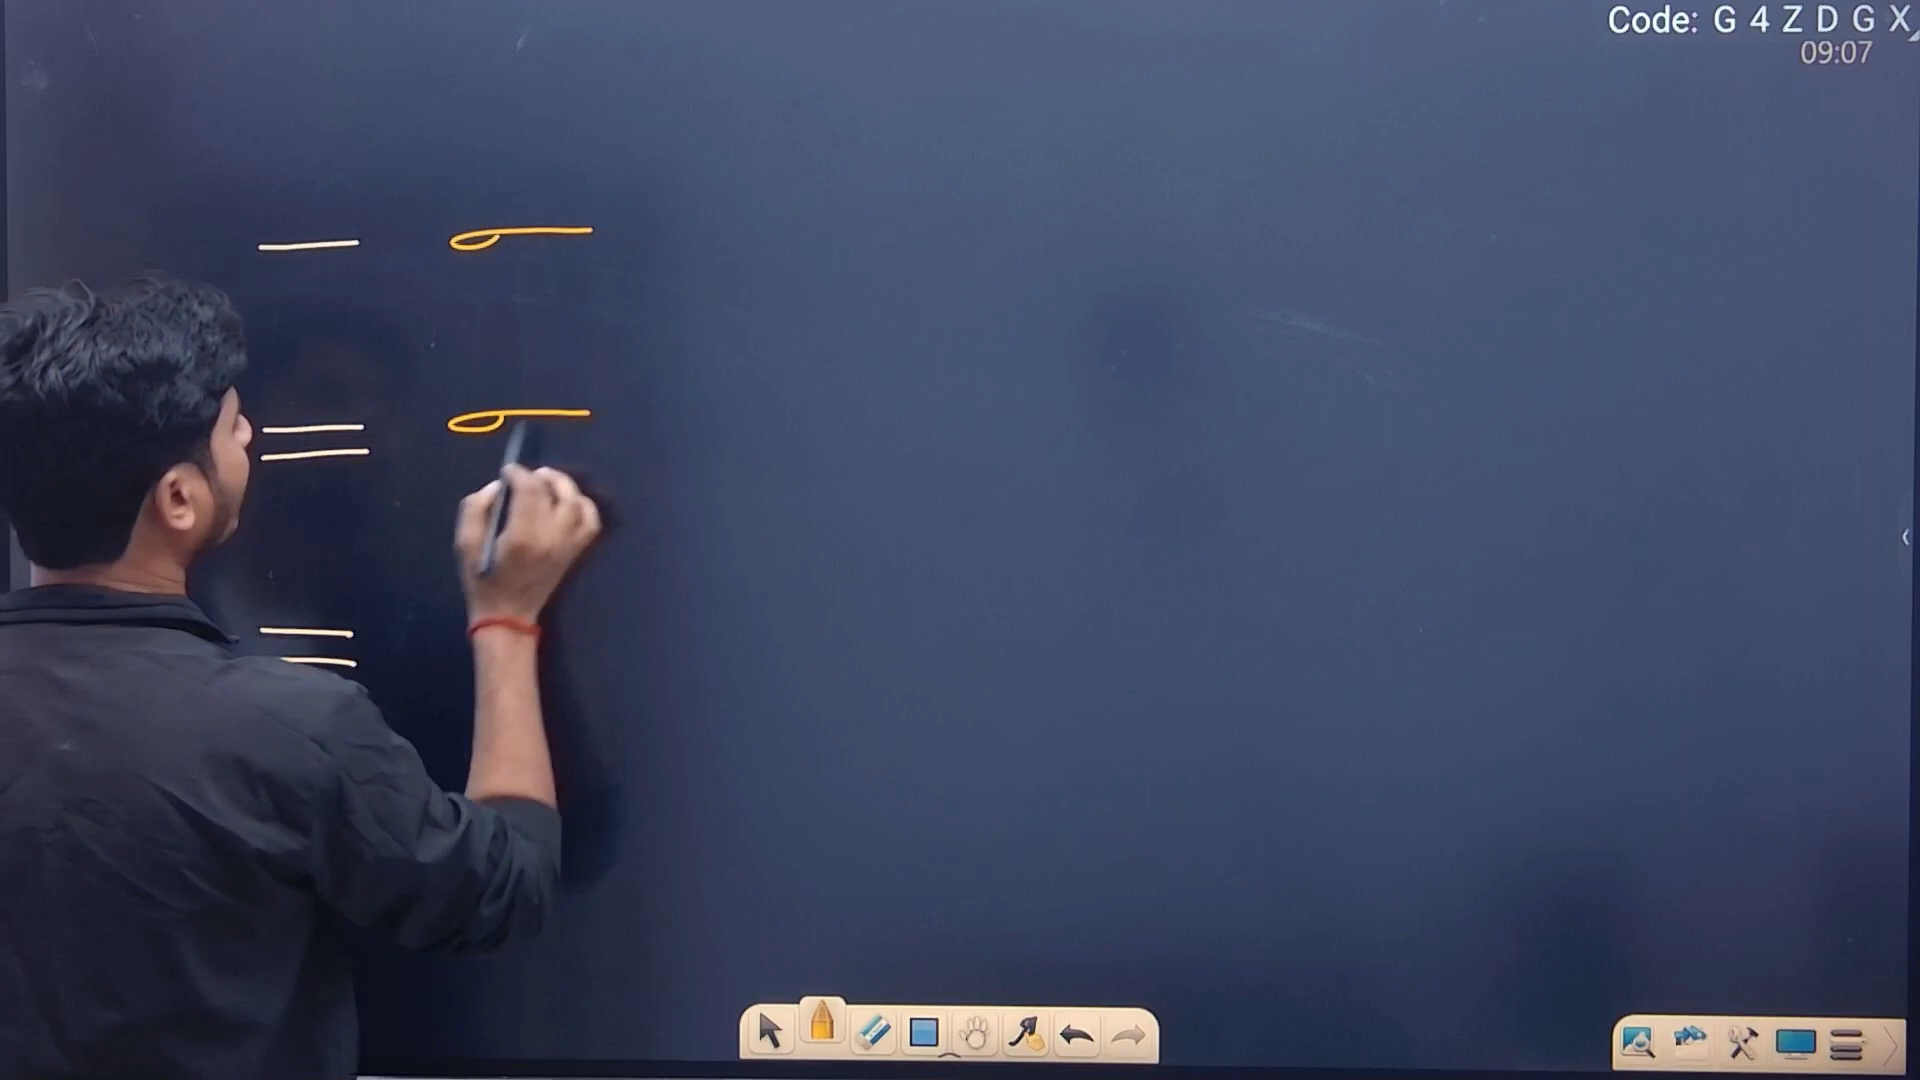 Code: G 4 Z D G X
09:07
— σ
= σ
=